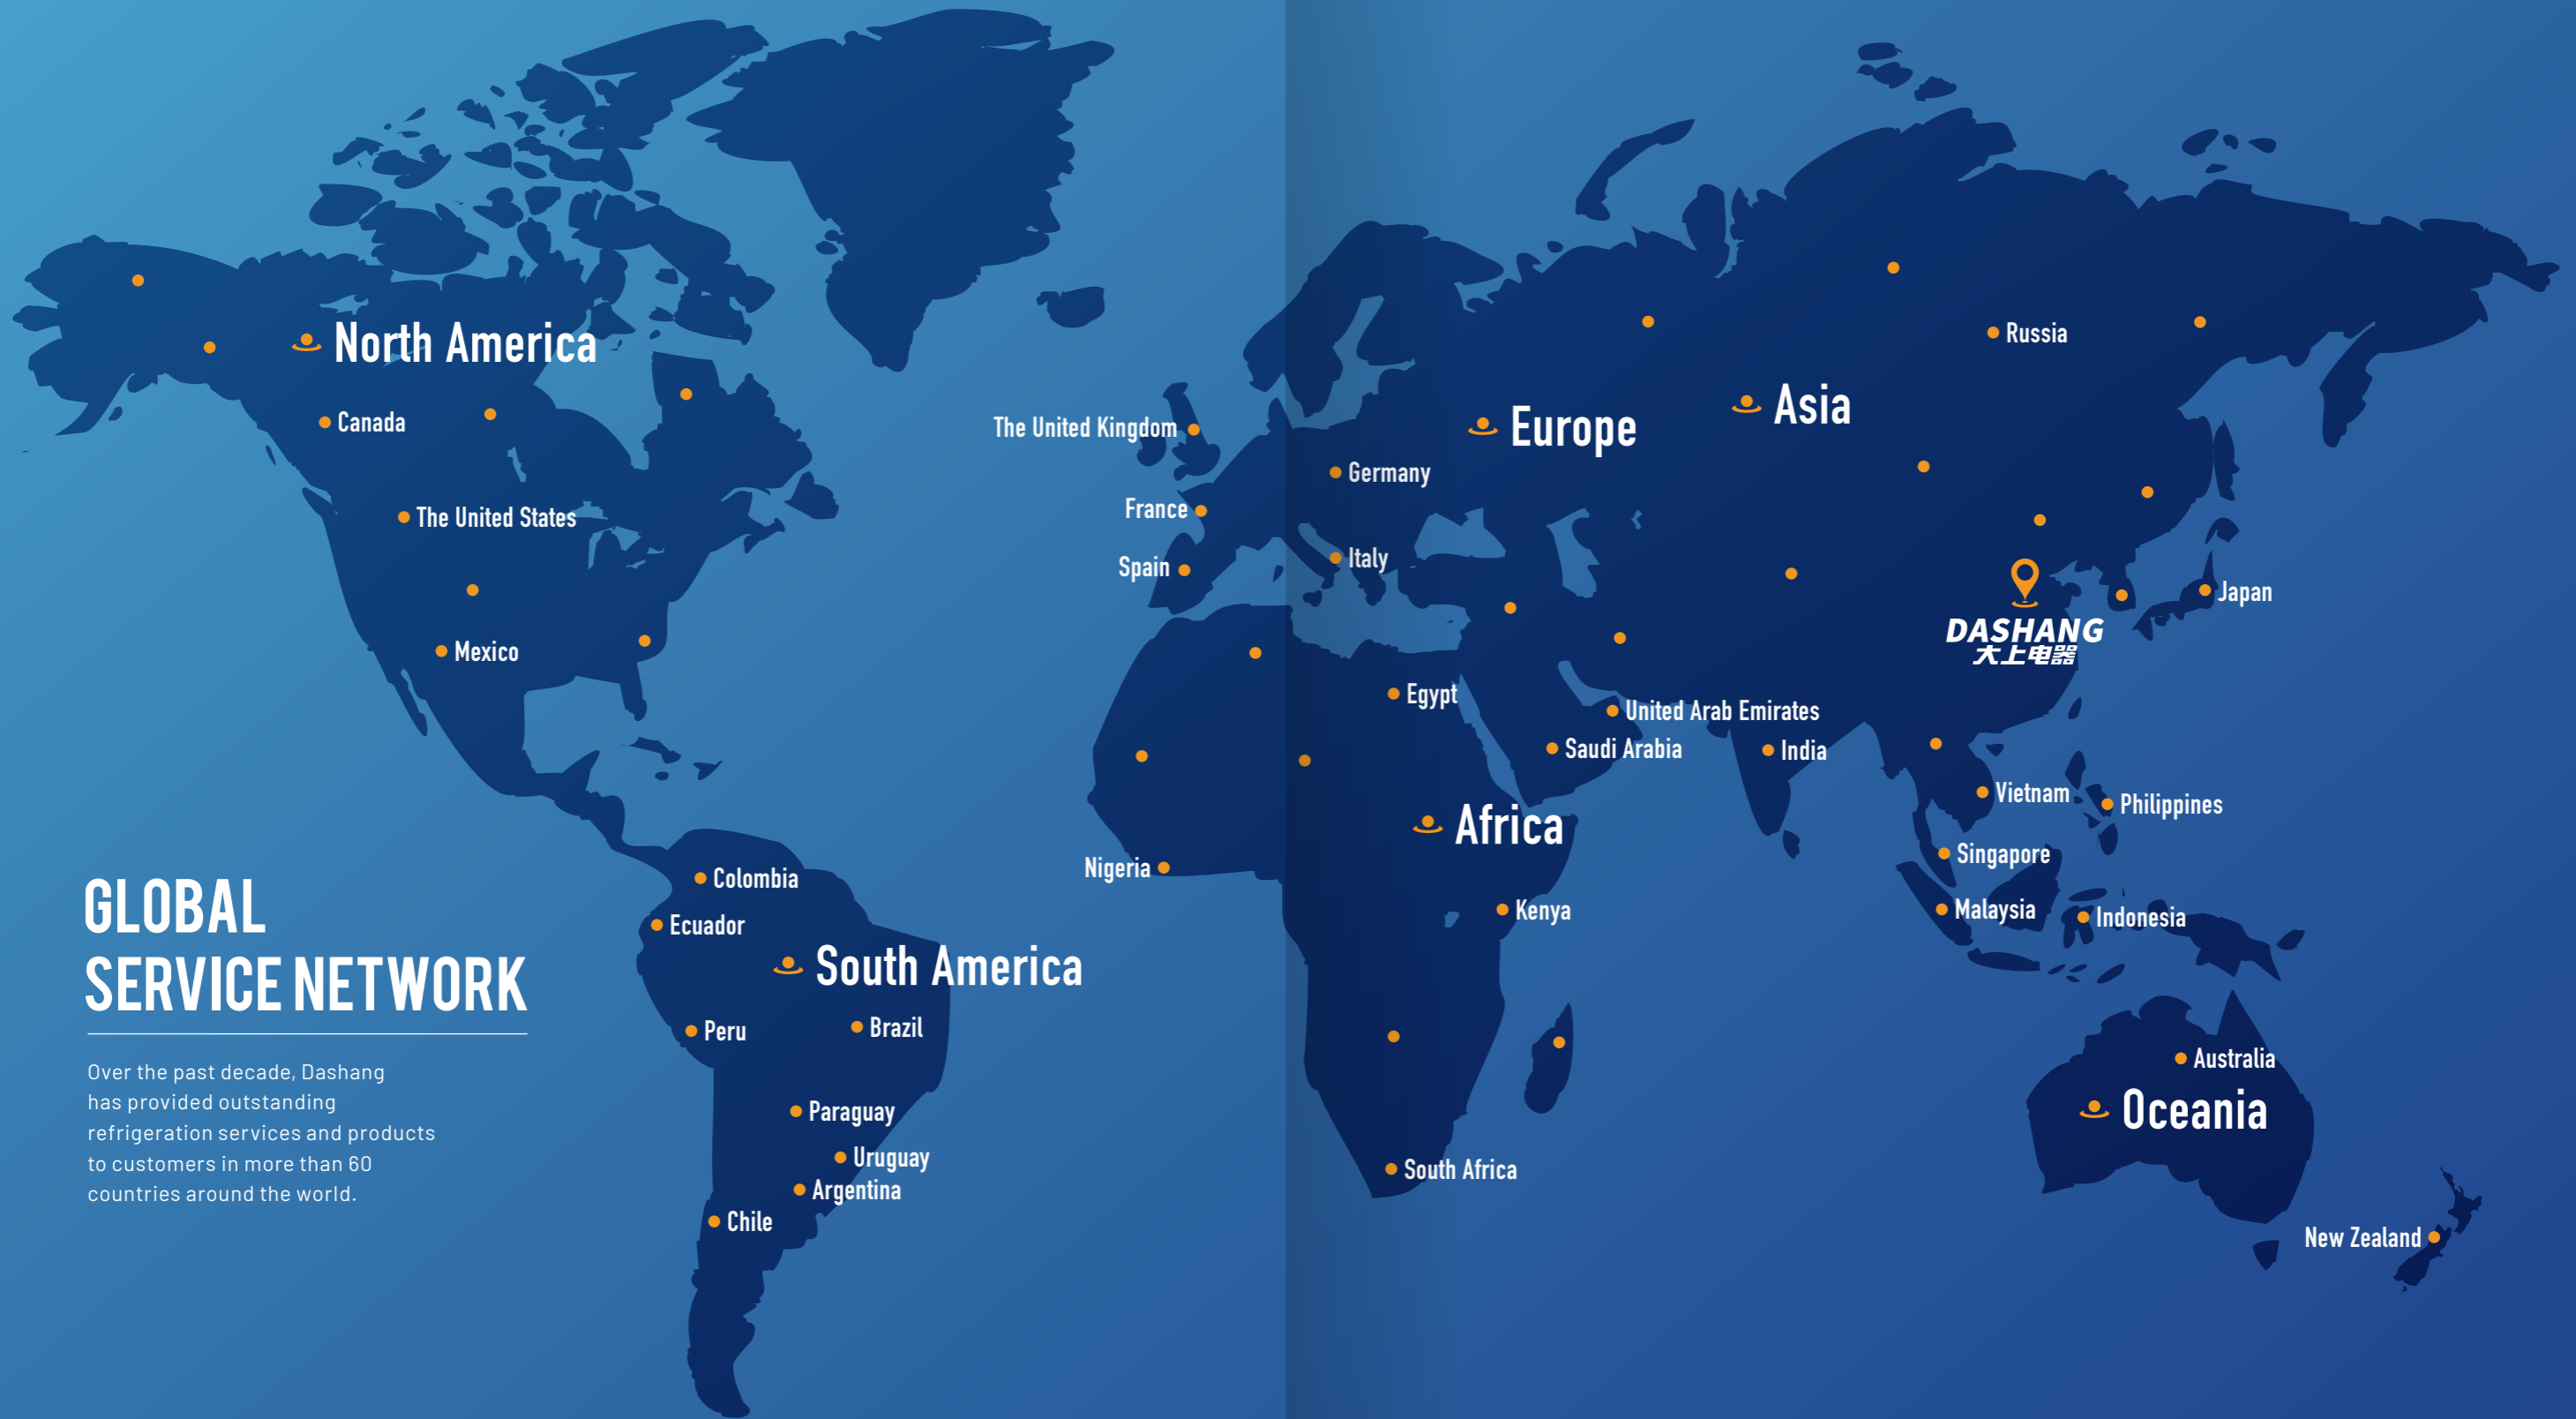 North America
Canada
The United States
Mexico
GLOBAL
SERVICE NETWORK
Over the past decade, Dashang
has provided outstanding
refrigeration services and products
to customers in more than 60
countries around the world.
Colombia
Ecuador
South America
Peru
Brazil
Paraguay
Uruguay
Argentina
Chile
The United Kingdom
Germany
France
Spain
Italy
Europe
Asia
Russia
DASHANG
大上电器
Japan
Egypt
United Arab Emirates
Saudi Arabia
India
Vietnam
Philippines
Africa
Nigeria
Singapore
Kenya
Malaysia
Indonesia
South Africa
Australia
Oceania
New Zealand